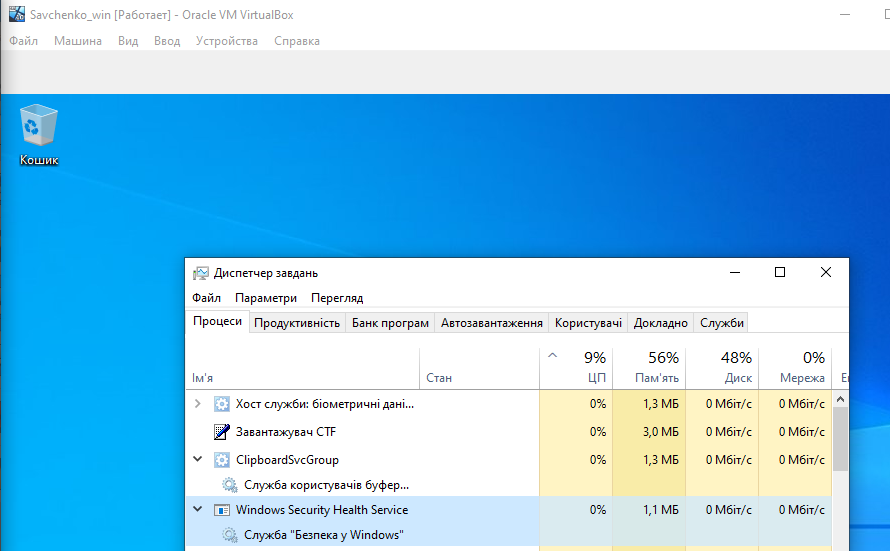 Savchenko_win [Работает] - Oracle VM VirtualBox
Файл Машина Вид Ввод Устройства Справка
Кошик
Диспетчер завдань
Файл Параметри Перегляд
Процеси Продуктивність Банк програм Автозавантаження Користувачі Докладно Служби
9% 56% 48% 0%
Ім'я Стан ЦП Пам'ять Диск Мережа
Хост служби: біометричні дані... 0% 1,3 МБ 0 Мбіт/с 0 Мбіт/с
Завантажувач CTF 0% 3,0 МБ 0 Мбіт/с 0 Мбіт/с
ClipboardSvcGroup 0% 1,3 МБ 0 Мбіт/с 0 Мбіт/с
Служба користувачів буфер...
Windows Security Health Service 0% 1,1 МБ 0 Мбіт/с 0 Мбіт/с
Служба "Безпека у Windows"